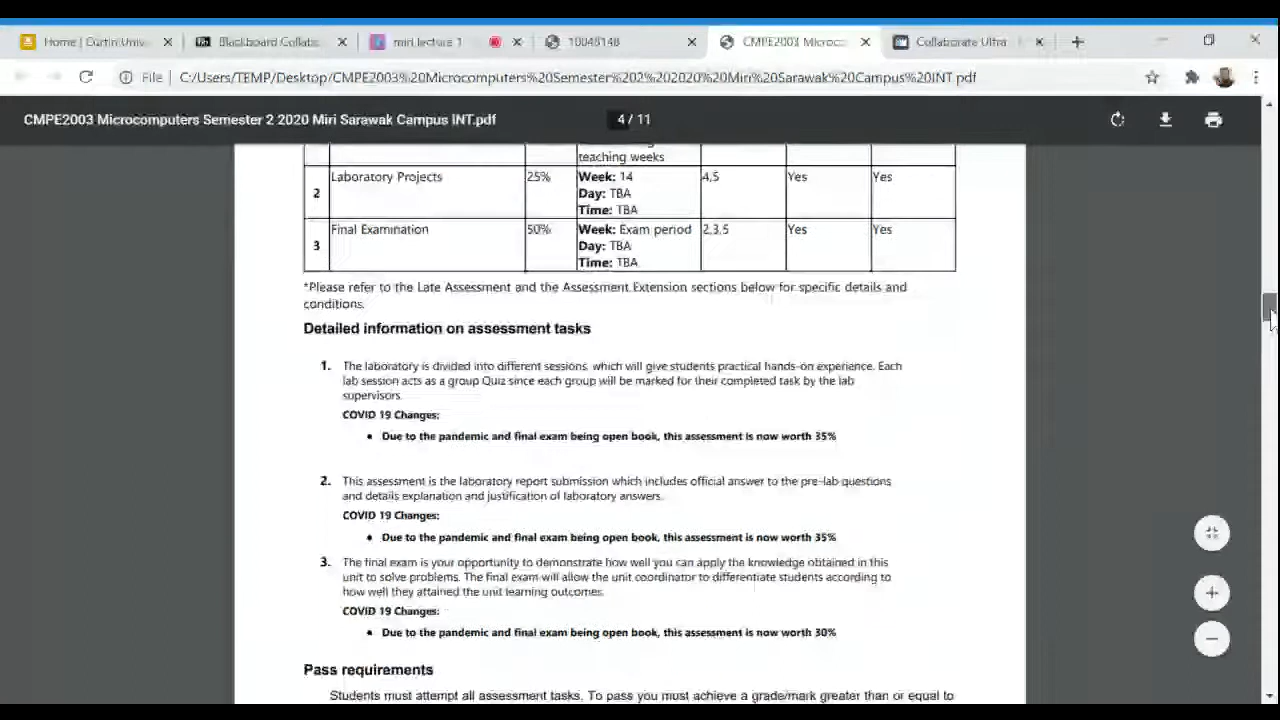 Home | Curtin Univ
Blackboard Collabo
miri lecture 1
10048148
CMPE2003 Microco
Collaborate Ultra
File | C:/Users/TEMP/Desktop/CMPE2003%20Microcomputers%20Semester%202%202020%20Miri%20Sarawak%20Campus%20INT.pdf
CMPE2003 Microcomputers Semester 2 2020 Miri Sarawak Campus INT.pdf
4 / 11
teaching weeks
2 Laboratory Projects 25% Week: 14 4,5 Yes Yes
Day: TBA
Time: TBA
3 Final Examination 50% Week: Exam period 2,3,5 Yes Yes
Day: TBA
Time: TBA
*Please refer to the Late Assessment and the Assessment Extension sections below for specific details and
conditions.
Detailed information on assessment tasks
1. The laboratory is divided into different sessions, which will give students practical hands-on experience. Each
lab session acts as a group Quiz since each group will be marked for their completed task by the lab
supervisors.
COVID 19 Changes:
• Due to the pandemic and final exam being open book, this assessment is now worth 35%
2. This assessment is the laboratory report submission which includes official answer to the pre-lab questions
and details explanation and justification of laboratory answers.
COVID 19 Changes:
• Due to the pandemic and final exam being open book, this assessment is now worth 35%
3. The final exam is your opportunity to demonstrate how well you can apply the knowledge obtained in this
unit to solve problems. The final exam will allow the unit coordinator to differentiate students according to
how well they attained the unit learning outcomes.
COVID 19 Changes:
• Due to the pandemic and final exam being open book, this assessment is now worth 30%
Pass requirements
Students must attempt all assessment tasks. To pass you must achieve a grade/mark greater than or equal to